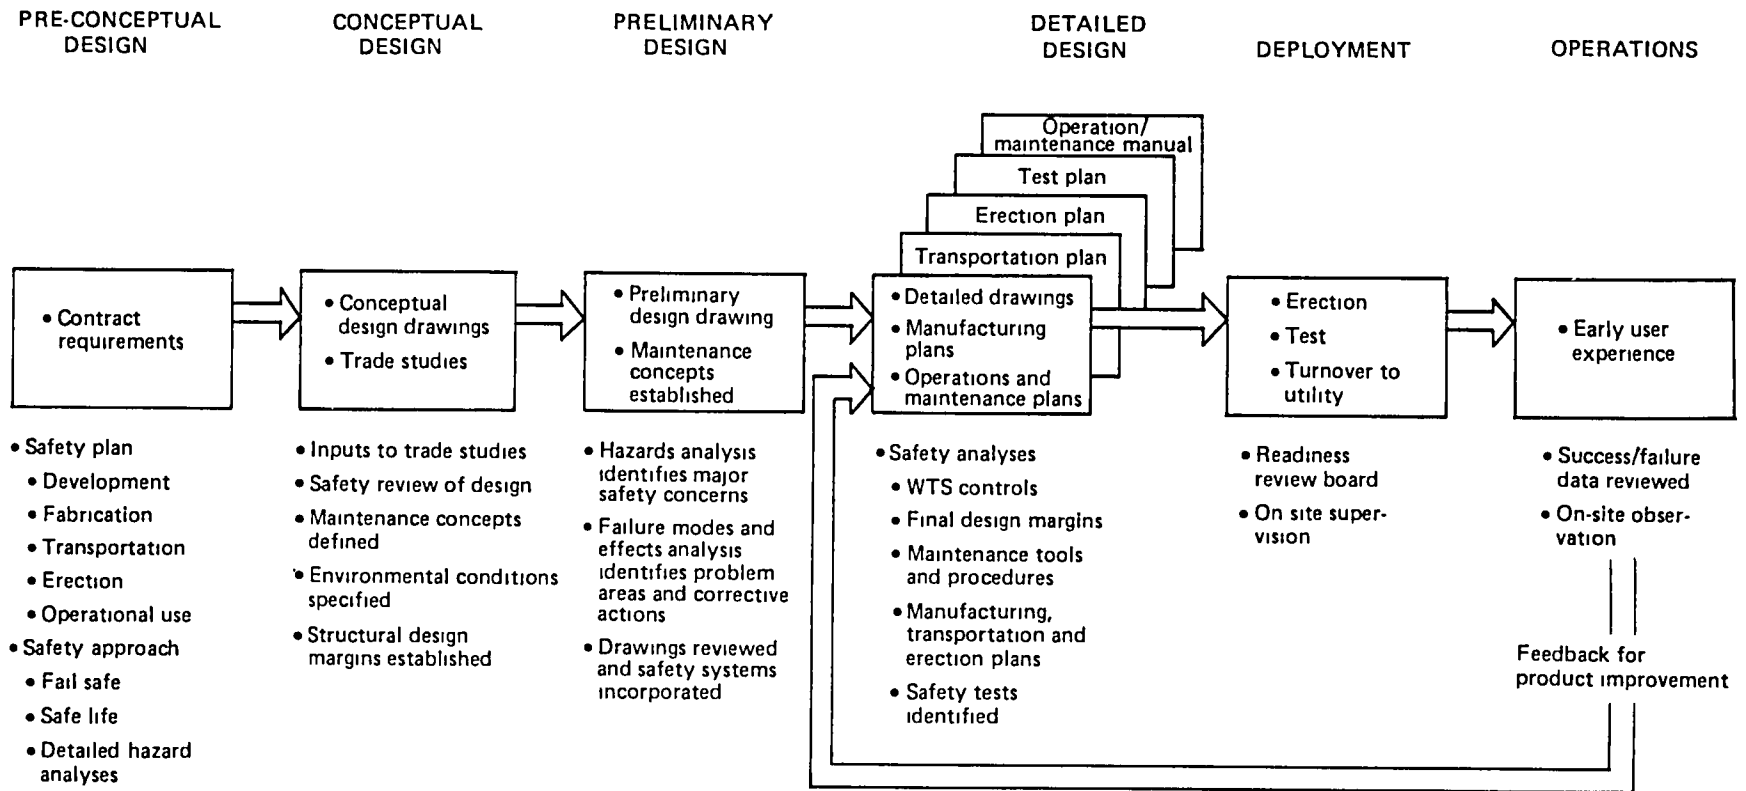 PRE-CONCEPTUAL
DESIGN
CONCEPTUAL
DESIGN
PRELIMINARY
DESIGN
DETAILED
DESIGN
DEPLOYMENT
OPERATIONS
Operation/
maintenance manual
Test plan
Erection plan
Transportation plan
• Contract
requirements
• Conceptual
design drawings
• Trade studies
• Preliminary
design drawing
• Maintenance
concepts
established
• Detailed drawings
• Manufacturing
plans
• Operations and
maintenance plans
• Erection
• Test
• Turnover to
utility
• Early user
experience
• Safety plan
• Development
• Fabrication
• Transportation
• Erection
• Operational use
• Safety approach
• Fail safe
• Safe life
• Detailed hazard
analyses
• Inputs to trade studies
• Safety review of design
• Maintenance concepts
defined
• Environmental conditions
specified
• Structural design
margins established
• Hazards analysis
identifies major
safety concerns
• Failure modes and
effects analysis
identifies problem
areas and corrective
actions
• Drawings reviewed
and safety systems
incorporated
• Safety analyses
• WTS controls
• Final design margins
• Maintenance tools
and procedures
• Manufacturing,
transportation and
erection plans
• Safety tests
identified
• Readiness
review board
• On site super-
vision
• Success/failure
data reviewed
• On-site obser-
vation
Feedback for
product improvement